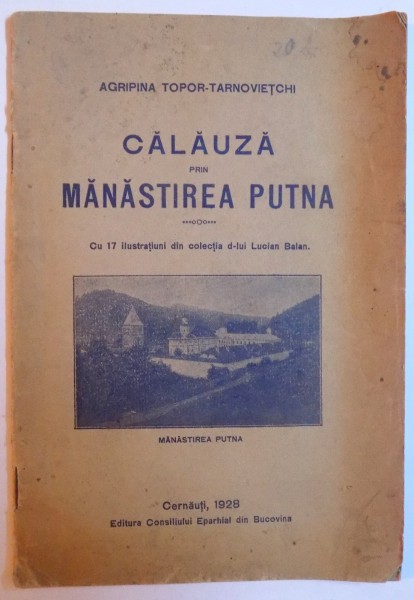 AGRIPINA TOPOR-TARNOVIEȚCHI
CĂLĂUZĂ
PRIN
MĂNĂSTIREA PUTNA
Cu 17 ilustrațiuni din colecția d-lui Lucian Balan.
MĂNĂSTIREA PUTNA
Cernăuți, 1928
Editura Consiliului Eparhial din Bucovina